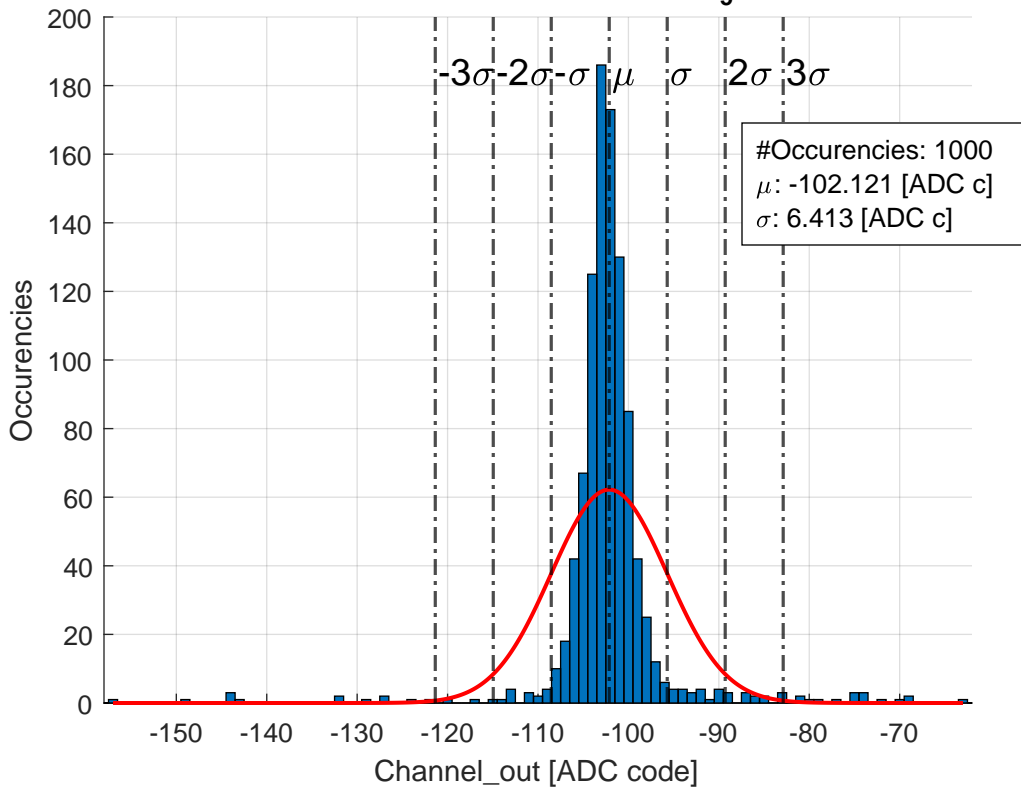 200
180
160
140
120
100
80
60
40
20
0
Occurencies
-3σ -2σ -σ μ σ 2σ 3σ
#Occurencies: 1000
μ: -102.121 [ADC c]
σ: 6.413 [ADC c]
-150 -140 -130 -120 -110 -100 -90 -80 -70
Channel_out [ADC code]